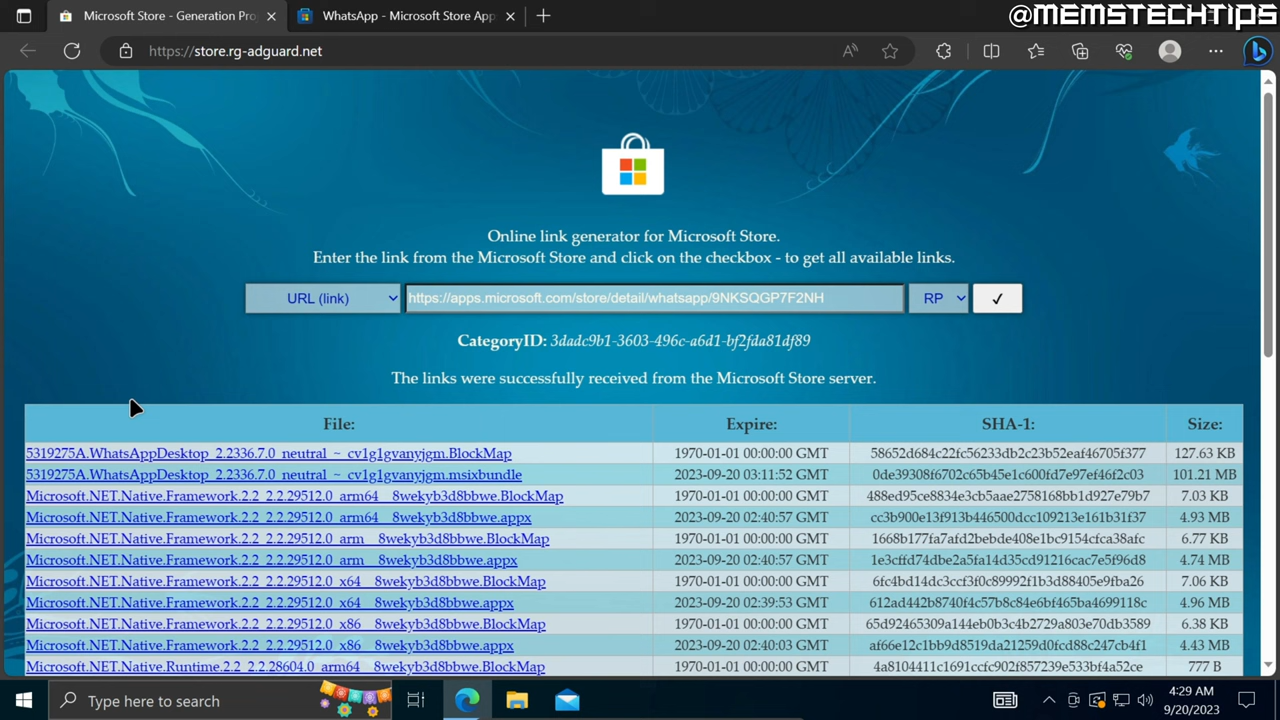 Microsoft Store - Generation Pro
WhatsApp - Microsoft Store App
@MEMSTECHTIPS
https://store.rg-adguard.net
Online link generator for Microsoft Store.
Enter the link from the Microsoft Store and click on the checkbox - to get all available links.
URL (link) https://apps.microsoft.com/store/detail/whatsapp/9NKSQGP7F2NH RP ✓
CategoryID: 3dadc9b1-3603-496c-a6d1-bf2fda81df89
The links were successfully received from the Microsoft Store server.
File: Expire: SHA-1: Size:
5319275A.WhatsAppDesktop_2.2336.7.0_neutral_~_cv1g1gvanyjgm.BlockMap 1970-01-01 00:00:00 GMT 58652d684c22fc56233db2c23b52eaf46705f377 127.63 KB
5319275A.WhatsAppDesktop_2.2336.7.0_neutral_~_cv1g1gvanyjgm.msixbundle 2023-09-20 03:11:52 GMT 0de39308f6702c65b45e1c600fd7e97ef46f2c03 101.21 MB
Microsoft.NET.Native.Framework.2.2_2.2.29512.0_arm64__8wekyb3d8bbwe.BlockMap 1970-01-01 00:00:00 GMT 488ed95ce8834e3cb5aae2758168bb1d927e79b7 7.03 KB
Microsoft.NET.Native.Framework.2.2_2.2.29512.0_arm64__8wekyb3d8bbwe.appx 2023-09-20 02:40:57 GMT cc3b900e13f913b446500dcc109213e161b31f37 4.93 MB
Microsoft.NET.Native.Framework.2.2_2.2.29512.0_arm__8wekyb3d8bbwe.BlockMap 1970-01-01 00:00:00 GMT 1668b177fa7afd2bebde408e1bc9154cfca38afc 6.77 KB
Microsoft.NET.Native.Framework.2.2_2.2.29512.0_arm__8wekyb3d8bbwe.appx 2023-09-20 02:40:57 GMT 1e3cffd74dbe2a5fa14d35cd91216cac7e5f96d8 4.74 MB
Microsoft.NET.Native.Framework.2.2_2.2.29512.0_x64__8wekyb3d8bbwe.BlockMap 1970-01-01 00:00:00 GMT 6fc4bd14dc3ccf3f0c89992f1b3d88405e9fba26 7.06 KB
Microsoft.NET.Native.Framework.2.2_2.2.29512.0_x64__8wekyb3d8bbwe.appx 2023-09-20 02:39:53 GMT 612ad442b8740f4c57b8c84e6bf465ba4699118c 4.96 MB
Microsoft.NET.Native.Framework.2.2_2.2.29512.0_x86__8wekyb3d8bbwe.BlockMap 1970-01-01 00:00:00 GMT 65d92465309a144eb0b3c4b2729a803e70db3589 6.38 KB
Microsoft.NET.Native.Framework.2.2_2.2.29512.0_x86__8wekyb3d8bbwe.appx 2023-09-20 02:40:03 GMT af66e12c1bb9d8519da21259d0fcd88c247cb4f1 4.43 MB
Microsoft.NET.Native.Runtime.2.2_2.2.28604.0_arm64__8wekyb3d8bbwe.BlockMap 1970-01-01 00:00:00 GMT 4a8104411c1691ccfc902f857239e533bf4a52ce 777 B
Type here to search
4:29 AM
9/20/2023